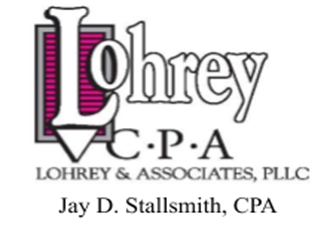 Lohrey
C·P·A
LOHREY & ASSOCIATES, PLLC
Jay D. Stallsmith, CPA